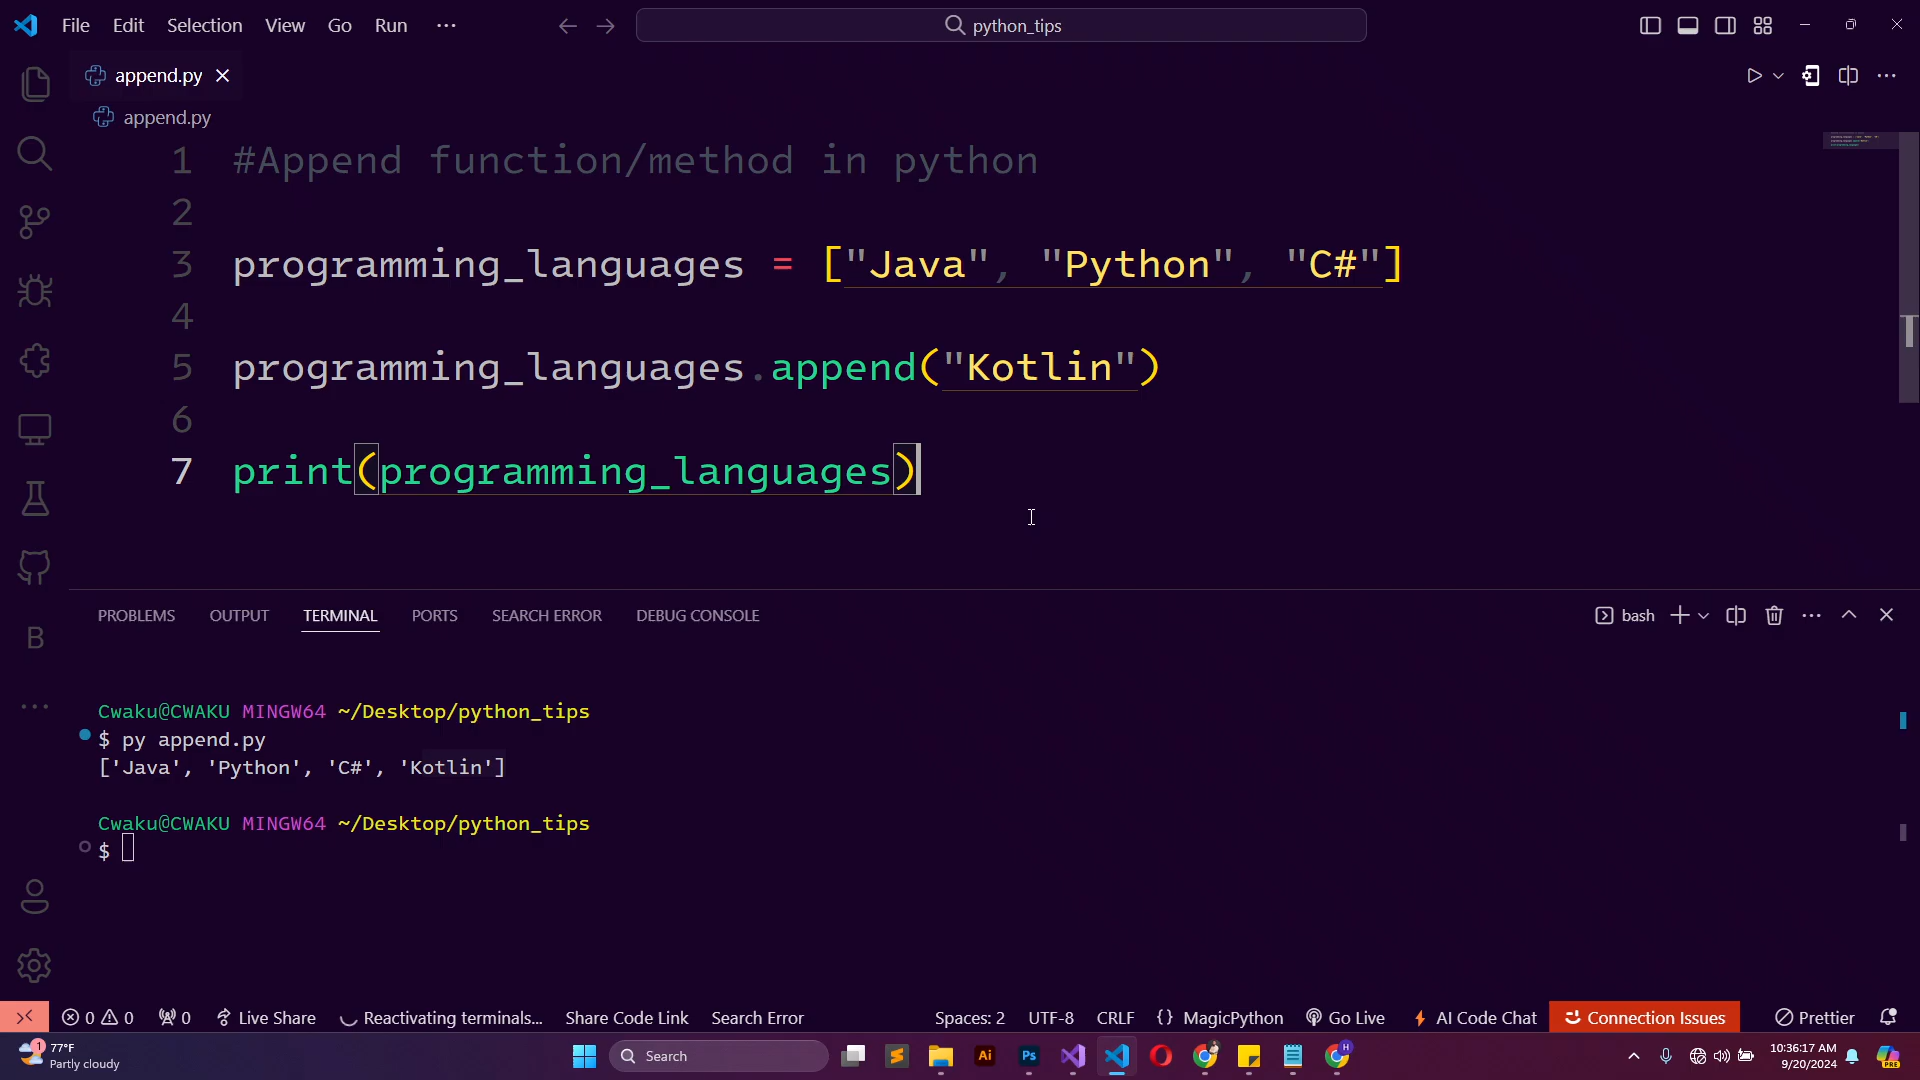 File Edit Selection View Go Run ···
python_tips
append.py
append.py
1 #Append function/method in python
2
3 programming_languages = ["Java", "Python", "C#"]
4
5 programming_languages.append("Kotlin")
6
7 print(programming_languages)
B
PROBLEMS OUTPUT TERMINAL PORTS SEARCH ERROR DEBUG CONSOLE
bash
Cwaku@CWAKU MINGW64 ~/Desktop/python_tips
$ py append.py
['Java', 'Python', 'C#', 'Kotlin']
Cwaku@CWAKU MINGW64 ~/Desktop/python_tips
$
0 0 0 Live Share Reactivating terminals... Share Code Link Search Error Spaces: 2 UTF-8 CRLF {} MagicPython Go Live AI Code Chat Connection Issues Prettier
1
77°F
Partly cloudy
Search
Ai
Ps
H
10:36:17 AM
9/20/2024
PRE